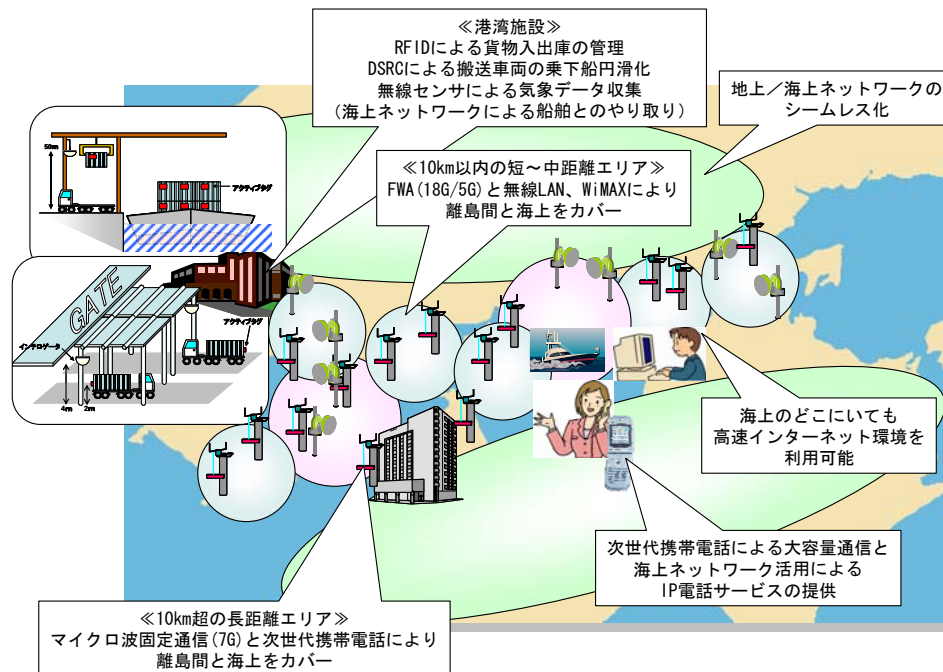 ≪港湾施設≫
RFIDによる貨物入出庫の管理
DSRCによる搬送車両の乗下船円滑化
無線センサによる気象データ収集
(海上ネットワークによる船舶とのやり取り)
地上/海上ネットワークの
シームレス化
≪10km以内の短~中距離エリア≫
FWA(18G/5G)と無線LAN、WiMAXにより
離島間と海上をカバー
50m
アクティブタグ
GATE
インテロゲータ
アクティブタグ
4m
2m
海上のどこにいても
高速インターネット環境を
利用可能
次世代携帯電話による大容量通信と
海上ネットワーク活用による
IP電話サービスの提供
≪10km超の長距離エリア≫
マイクロ波固定通信(7G)と次世代携帯電話により
離島間と海上をカバー